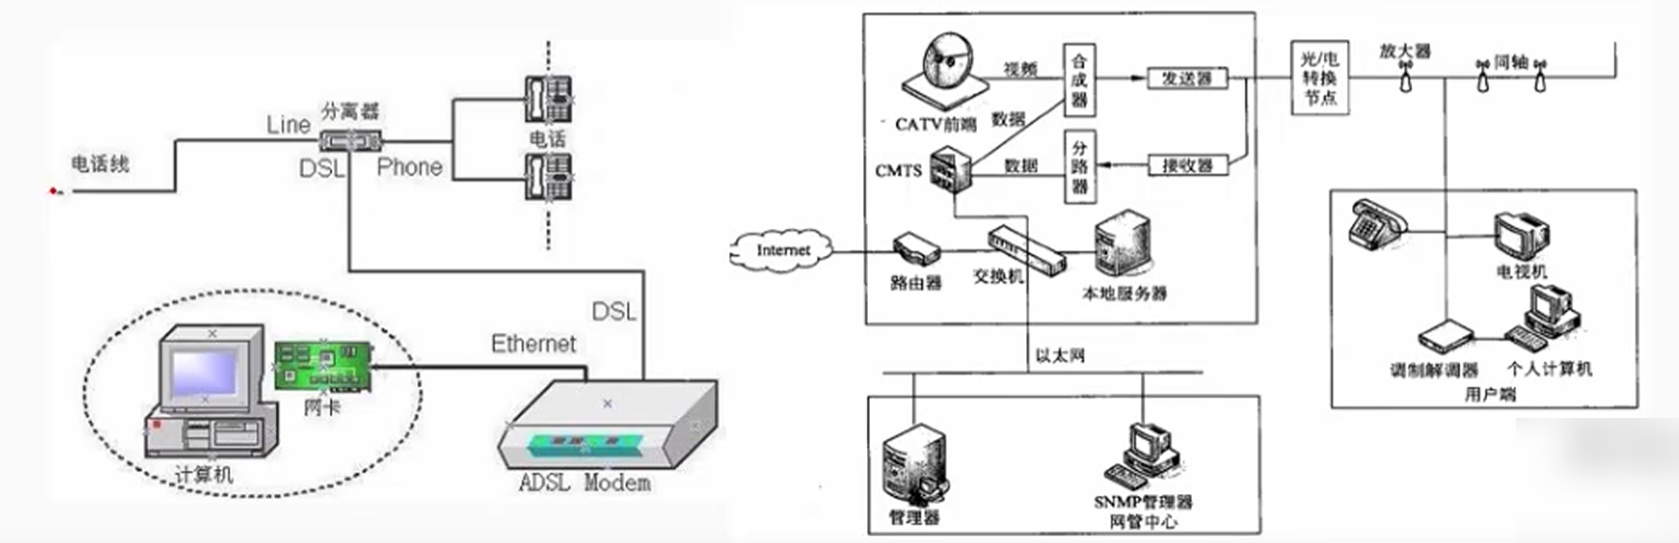 电话线
Line
分离器
DSL
Phone
电话
DSL
Ethernet
网卡
计算机
ADSL Modem
CATV前端
视频
数据
合成器
发送器
CMTS
数据
分路器
接收器
Internet
路由器
交换机
本地服务器
以太网
管理器
SNMP管理器
网管中心
光/电
转换
节点
放大器
同轴
电视机
调制解调器
个人计算机
用户端